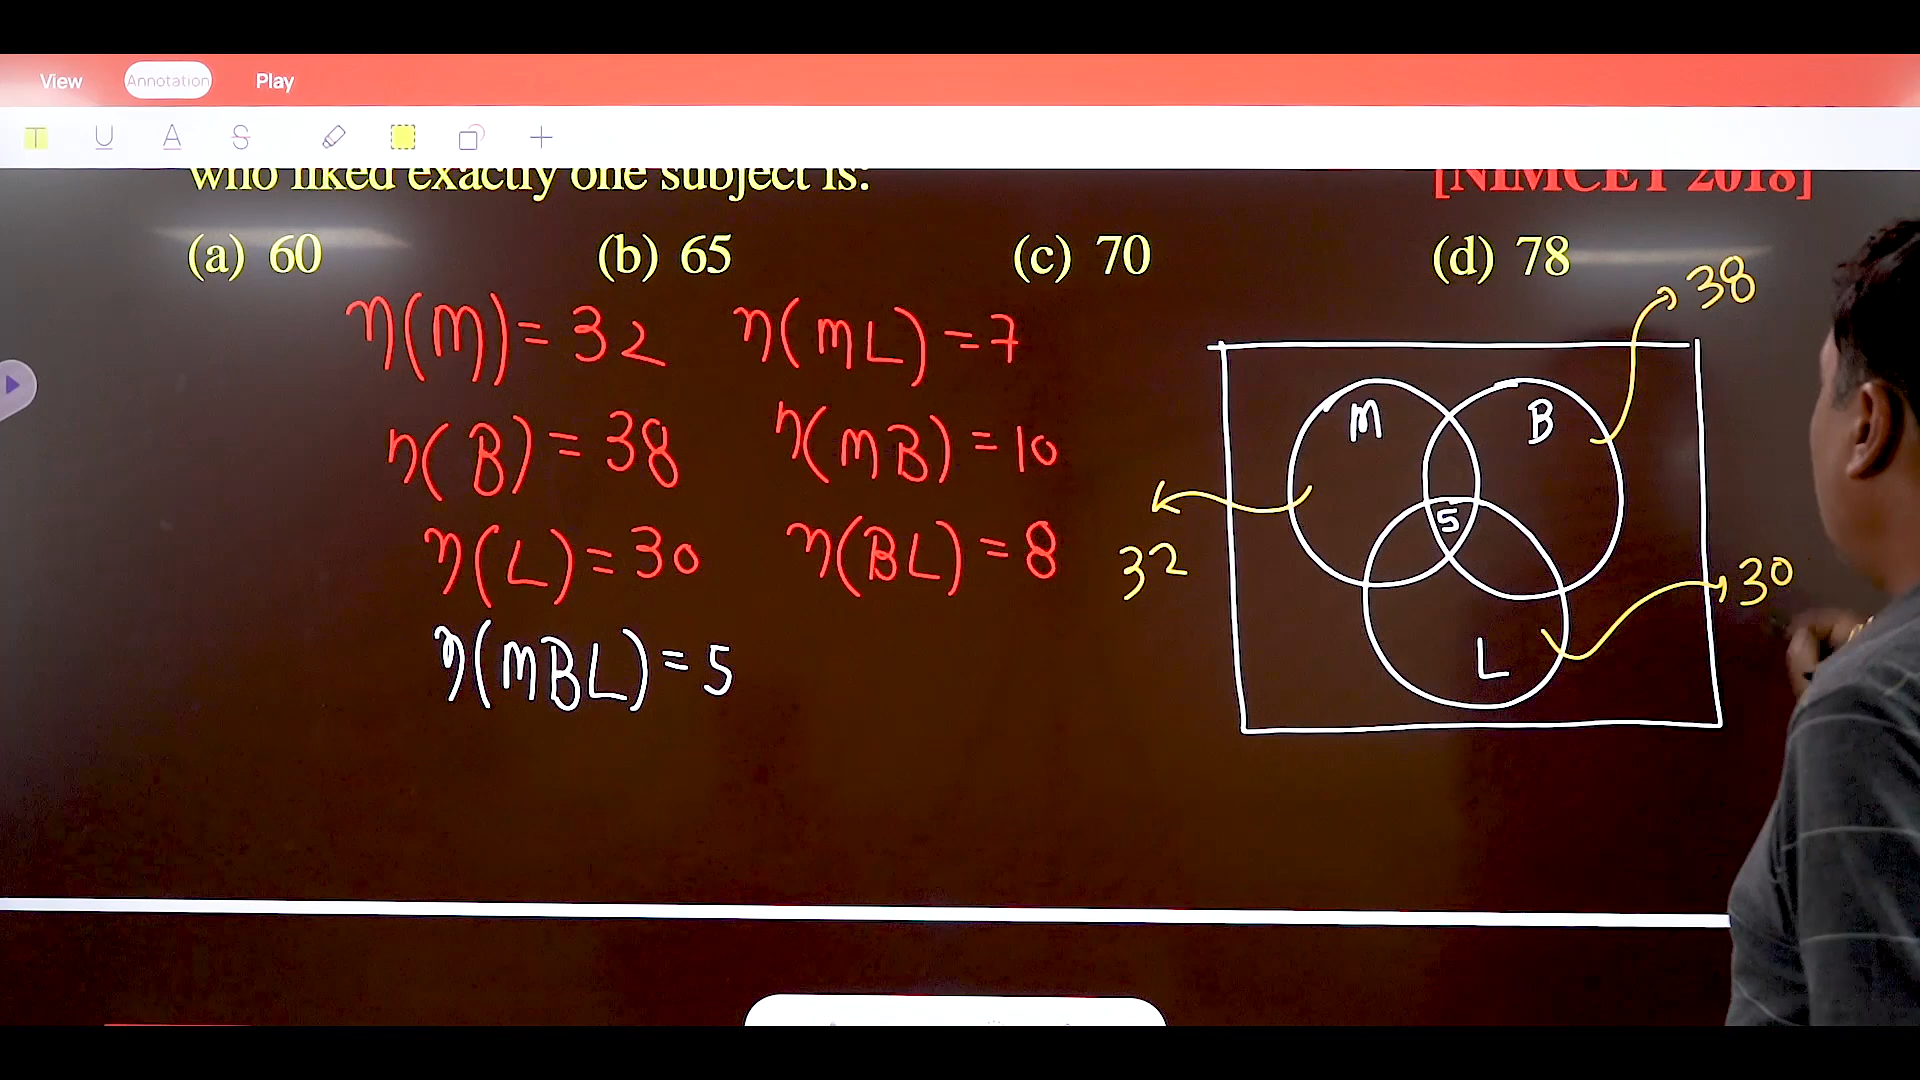 View Annotation Play
T U A S
who liked exactly one subject is: [NIMCET 2018]
(a) 60 (b) 65 (c) 70 (d) 78
n(M) = 32 n(ML) = 7
n(B) = 38 n(MB) = 10
n(L) = 30 n(BL) = 8
n(MBL) = 5
38
M B
5
32
30
L